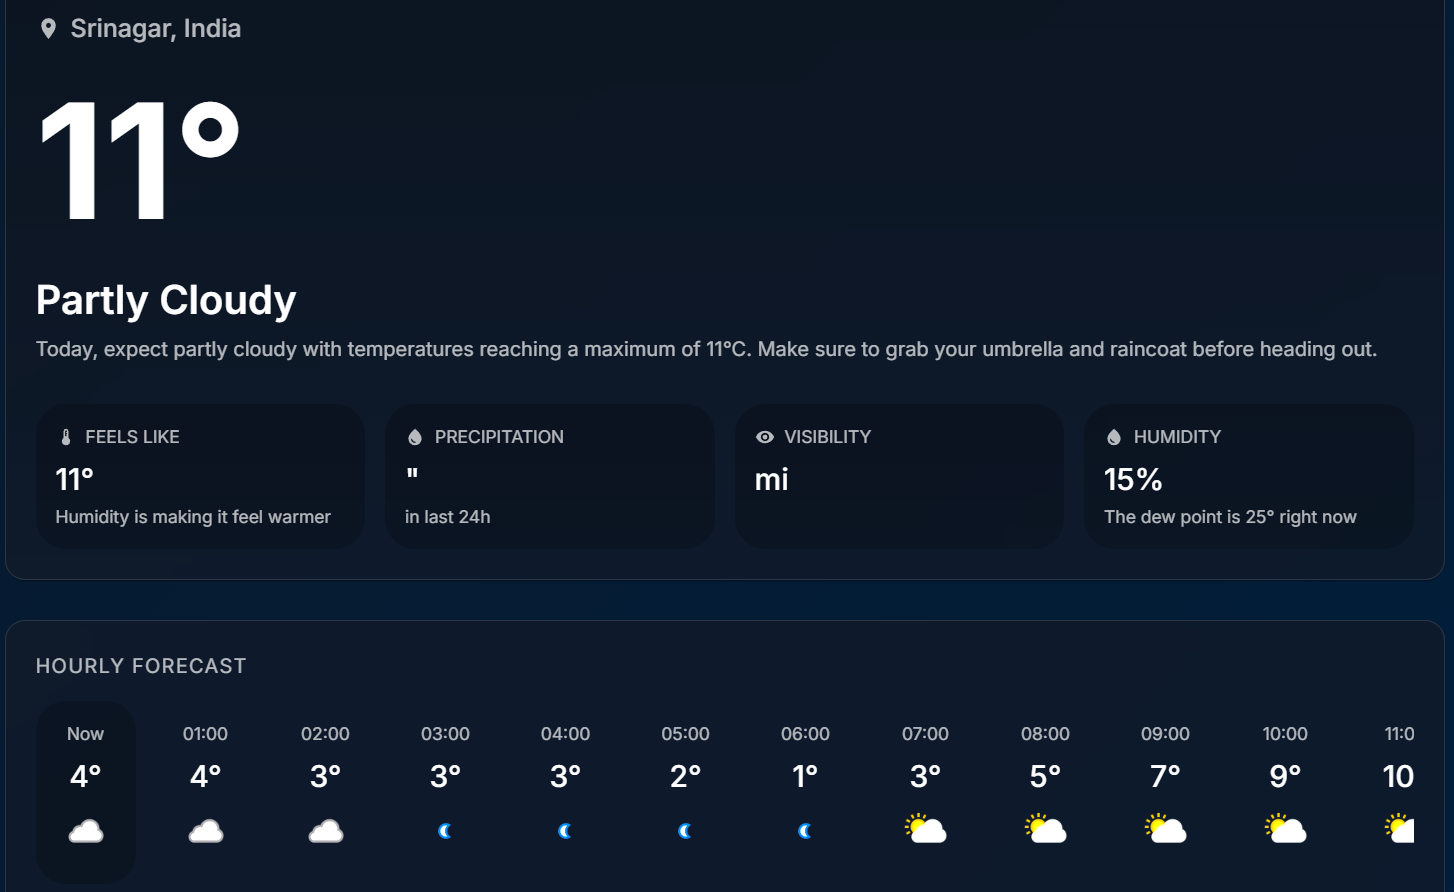 Srinagar, India
11°
Partly Cloudy
Today, expect partly cloudy with temperatures reaching a maximum of 11°C. Make sure to grab your umbrella and raincoat before heading out.
FEELS LIKE
11°
Humidity is making it feel warmer
PRECIPITATION
"
in last 24h
VISIBILITY
mi
HUMIDITY
15%
The dew point is 25° right now
HOURLY FORECAST
Now 01:00 02:00 03:00 04:00 05:00 06:00 07:00 08:00 09:00 10:00 11:0
4° 4° 3° 3° 3° 2° 1° 3° 5° 7° 9° 10